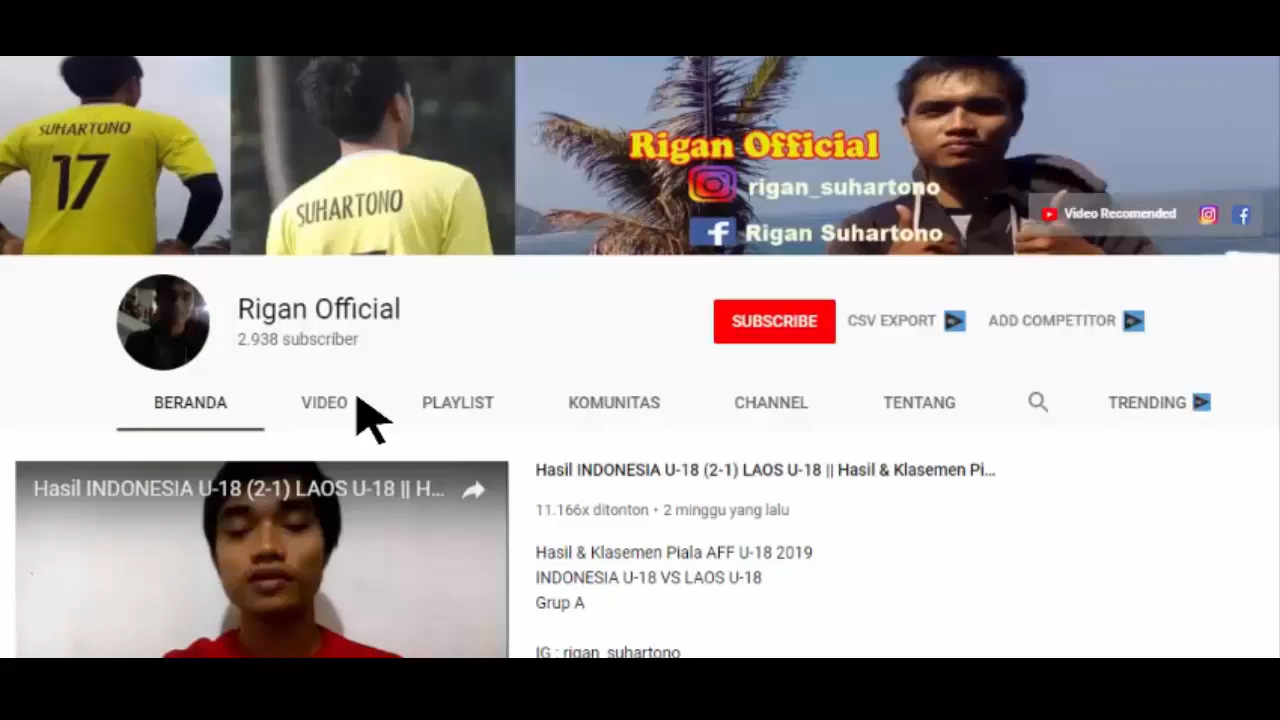 SUHARTONO
17
SUHARTONO
Rigan Official
rigan_suhartono
Rigan Suhartono
Video Recomended
Rigan Official
2.938 subscriber
SUBSCRIBE
CSV EXPORT
ADD COMPETITOR
BERANDA
VIDEO
PLAYLIST
KOMUNITAS
CHANNEL
TENTANG
TRENDING
Hasil INDONESIA U-18 (2-1) LAOS U-18 || H...
Hasil INDONESIA U-18 (2-1) LAOS U-18 || Hasil & Klasemen Pi...
11.166x ditonton • 2 minggu yang lalu
Hasil & Klasemen Piala AFF U-18 2019
INDONESIA U-18 VS LAOS U-18
Grup A
IG : rigan_suhartono